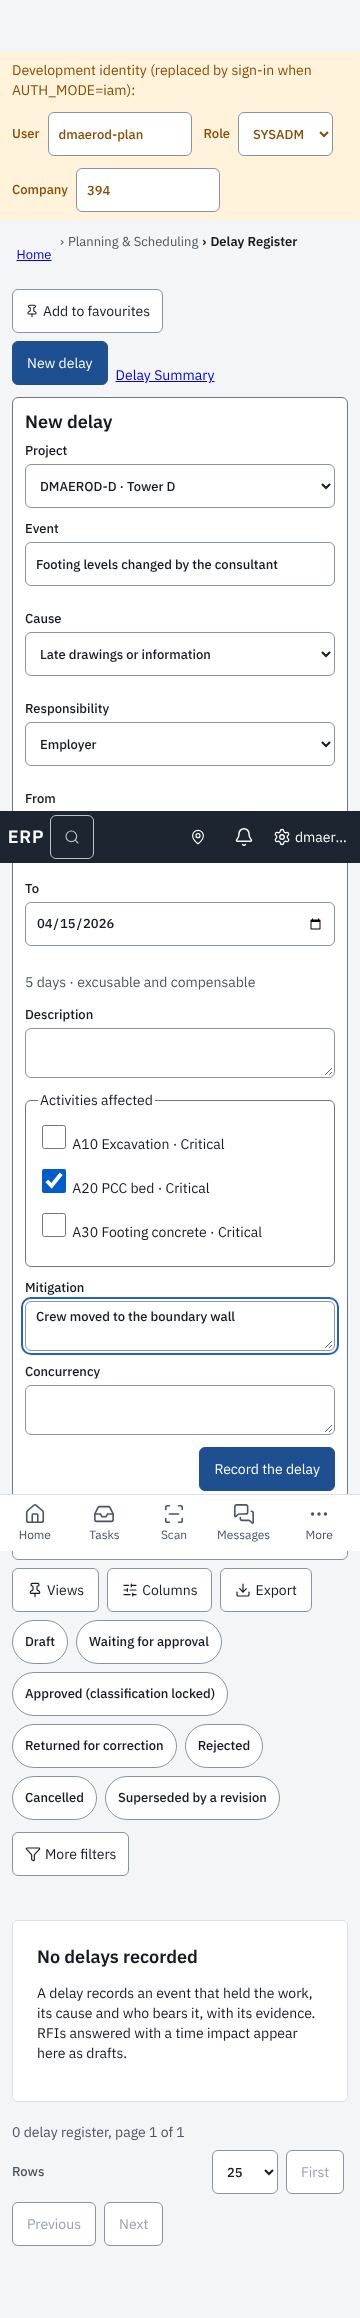 Development identity (replaced by sign-in when
AUTH_MODE=iam):
User dmaerod-plan Role SYSADM
Company 394
Home › Planning & Scheduling › Delay Register
Add to favourites
New delay Delay Summary
New delay
Project
DMAEROD-D · Tower D
Event
Footing levels changed by the consultant
Cause
Late drawings or information
Responsibility
Employer
From
ERP dmaer...
To
04/15/2026
5 days · excusable and compensable
Description
Activities affected
A10 Excavation · Critical
A20 PCC bed · Critical
A30 Footing concrete · Critical
Mitigation
Crew moved to the boundary wall
Concurrency
Record the delay
Home Tasks Scan Messages More
Views Columns Export
Draft Waiting for approval
Approved (classification locked)
Returned for correction Rejected
Cancelled Superseded by a revision
More filters
No delays recorded
A delay records an event that held the work,
its cause and who bears it, with its evidence.
RFIs answered with a time impact appear
here as drafts.
0 delay register, page 1 of 1
Rows 25 First
Previous Next